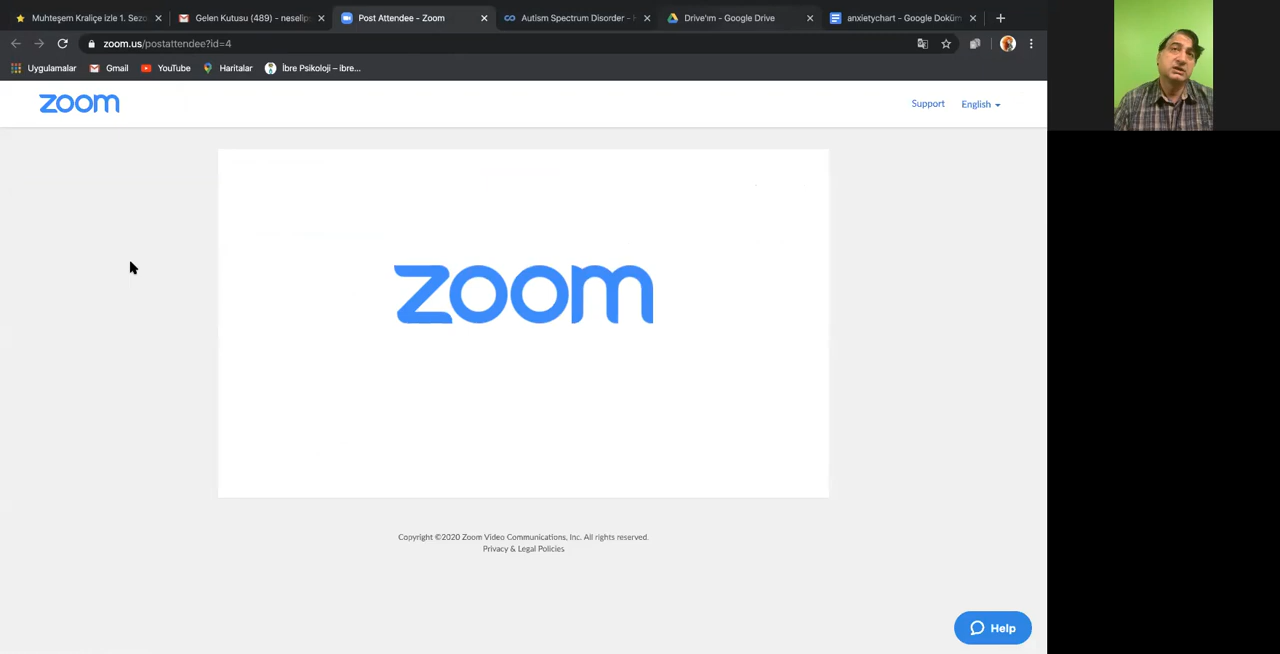 Muhteşem Kraliçe izle 1. Sezo
Gelen Kutusu (489) - neselip
Post Attendee - Zoom
Autism Spectrum Disorder - H
Drive'ım - Google Drive
anxietychart - Google Doküm
zoom.us/postattendee?id=4
Uygulamalar
Gmail
YouTube
Haritalar
İbre Psikoloji – ibre...
zoom
Support
English
zoom
Copyright ©2020 Zoom Video Communications, Inc. All rights reserved.
Privacy & Legal Policies
Help